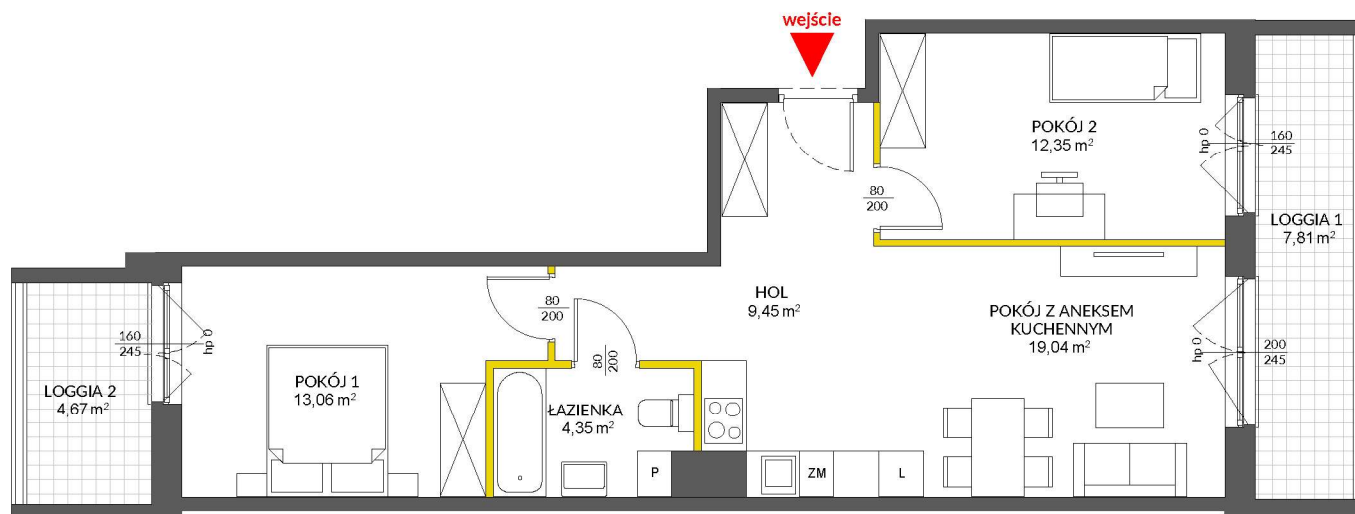 wejście
POKÓJ 2
12,35 m²
hp 0
160
245
80
200
LOGGIA 1
7,81 m²
HOL
9,45 m²
POKÓJ Z ANEKSEM
KUCHENNYM
19,04 m²
hp 0
200
245
80
200
80
200
160
245
hp 0
LOGGIA 2
4,67 m²
POKÓJ 1
13,06 m²
ŁAZIENKA
4,35 m²
P
ZM
L